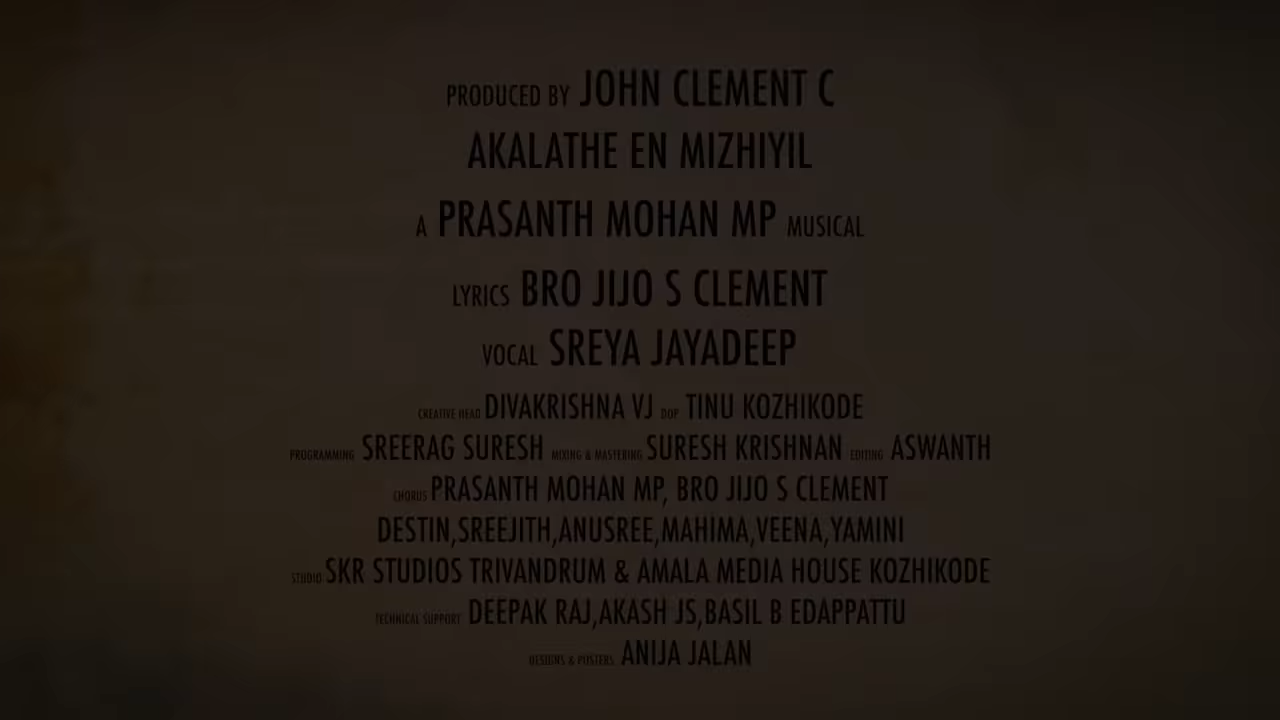 PRODUCED BY JOHN CLEMENT C
AKALATHE EN MIZHIYIL
A PRASANTH MOHAN MP MUSICAL
LYRICS BRO JIJO S CLEMENT
VOCAL SREYA JAYADEEP
CREATIVE HEAD DIVAKRISHNA VJ DOP TINU KOZHIKODE
PROGRAMMING SREERAG SURESH MIXING & MASTERING SURESH KRISHNAN EDITING ASWANTH
CHORUS PRASANTH MOHAN MP, BRO JIJO S CLEMENT
DESTIN,SREEJITH,ANUSREE,MAHIMA,VEENA,YAMINI
STUDIO SKR STUDIOS TRIVANDRUM & AMALA MEDIA HOUSE KOZHIKODE
TECHNICAL SUPPORT DEEPAK RAJ,AKASH JS,BASIL B EDAPPATTU
DESIGNS & POSTERS ANIJA JALAN